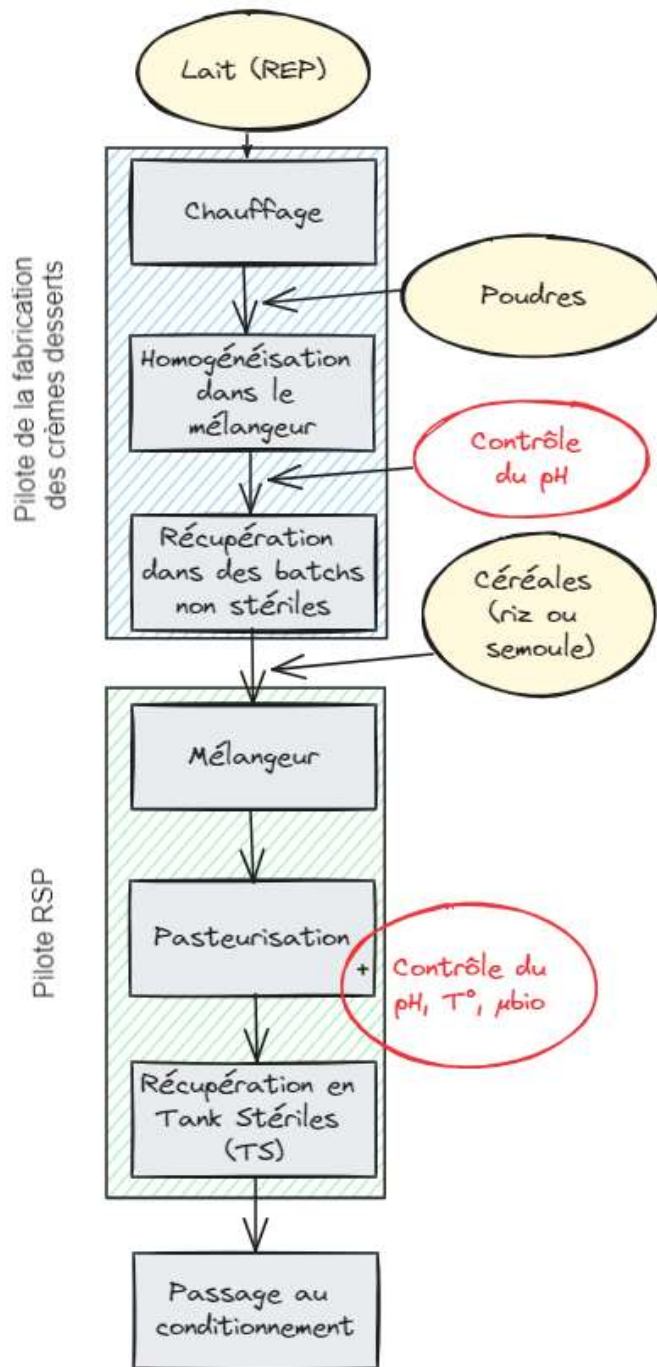 Lait (REP)
Chauffage
Pilote de la fabrication
des crèmes desserts
Poudres
Homogénéisation
dans le
mélangeur
Contrôle
du pH
Récupération
dans des batchs
non stériles
Céréales
(riz ou
semoule)
Mélangeur
Pilote RSP
Pasteurisation
+
Contrôle du
pH, T°, µbio
Récupération en
Tank Stériles
(TS)
Passage au
conditionnement